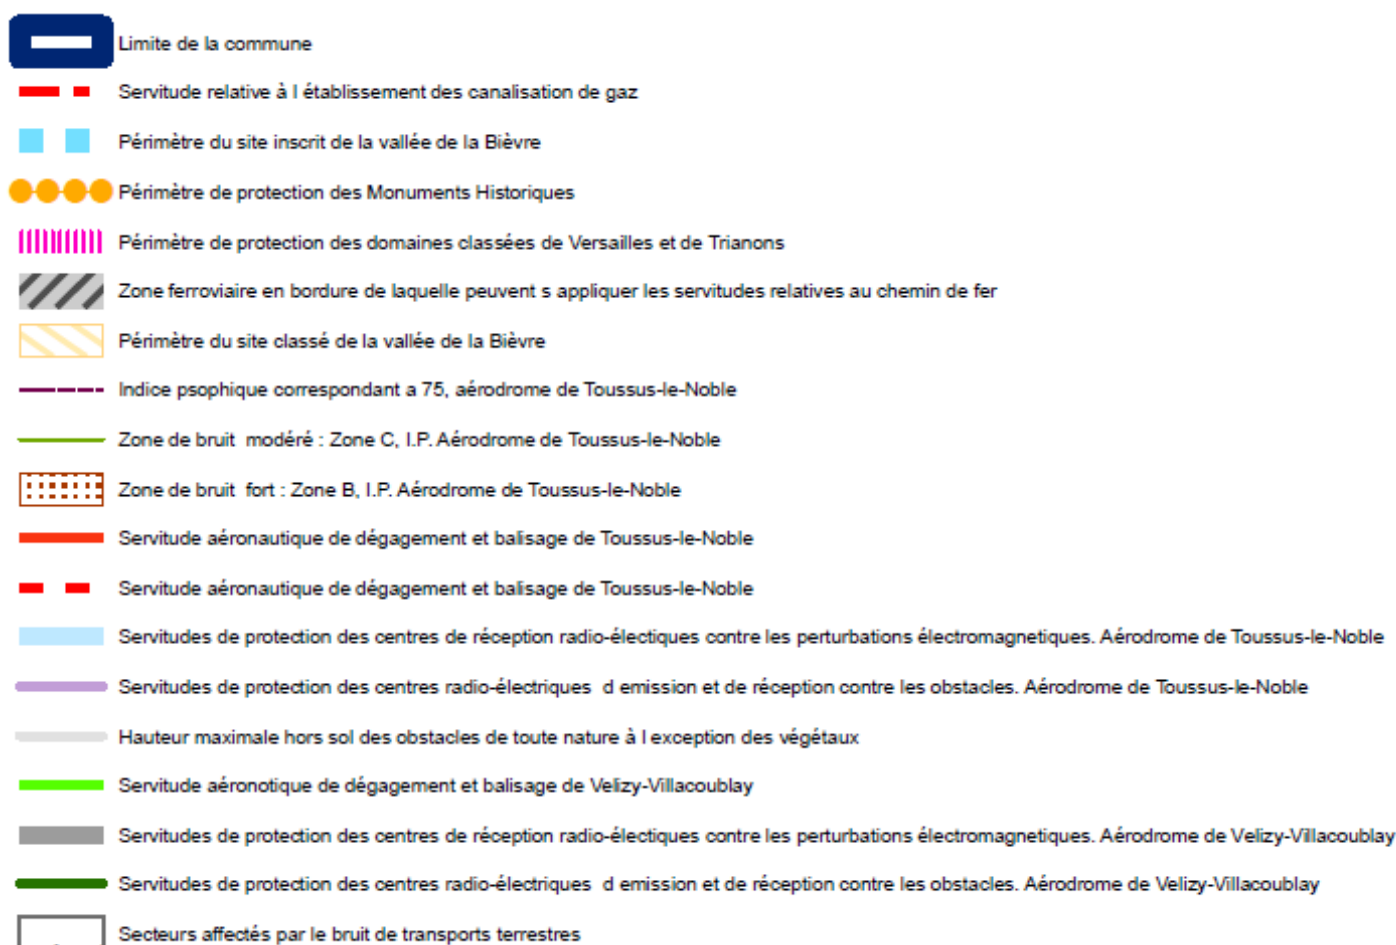 Limite de la commune
Servitude relative à l établissement des canalisation de gaz
Périmètre du site inscrit de la vallée de la Bièvre
Périmètre de protection des Monuments Historiques
Périmètre de protection des domaines classées de Versailles et de Trianons
Zone ferroviaire en bordure de laquelle peuvent s appliquer les servitudes relatives au chemin de fer
Périmètre du site classé de la vallée de la Bièvre
Indice psophique correspondant a 75, aérodrome de Toussus-le-Noble
Zone de bruit modéré : Zone C, I.P. Aérodrome de Toussus-le-Noble
Zone de bruit fort : Zone B, I.P. Aérodrome de Toussus-le-Noble
Servitude aéronautique de dégagement et balisage de Toussus-le-Noble
Servitude aéronautique de dégagement et balisage de Toussus-le-Noble
Servitudes de protection des centres de réception radio-électiques contre les perturbations électromagnetiques. Aérodrome de Toussus-le-Noble
Servitudes de protection des centres radio-électriques d emission et de réception contre les obstacles. Aérodrome de Toussus-le-Noble
Hauteur maximale hors sol des obstacles de toute nature à l exception des végétaux
Servitude aéronotique de dégagement et balisage de Velizy-Villacoublay
Servitudes de protection des centres de réception radio-électiques contre les perturbations électromagnetiques. Aérodrome de Velizy-Villacoublay
Servitudes de protection des centres radio-électriques d emission et de réception contre les obstacles. Aérodrome de Velizy-Villacoublay
Secteurs affectés par le bruit de transports terrestres